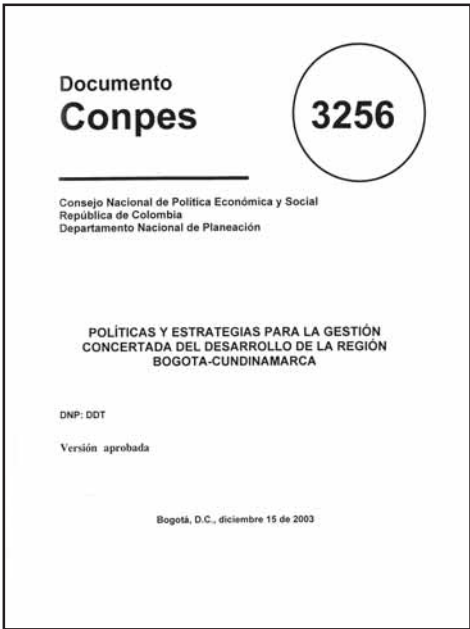 Documento
Conpes
3256
Consejo Nacional de Política Económica y Social
República de Colombia
Departamento Nacional de Planeación
POLÍTICAS Y ESTRATEGIAS PARA LA GESTIÓN
CONCERTADA DEL DESARROLLO DE LA REGIÓN
BOGOTA-CUNDINAMARCA
DNP: DDT
Versión aprobada
Bogotá, D.C., diciembre 15 de 2003